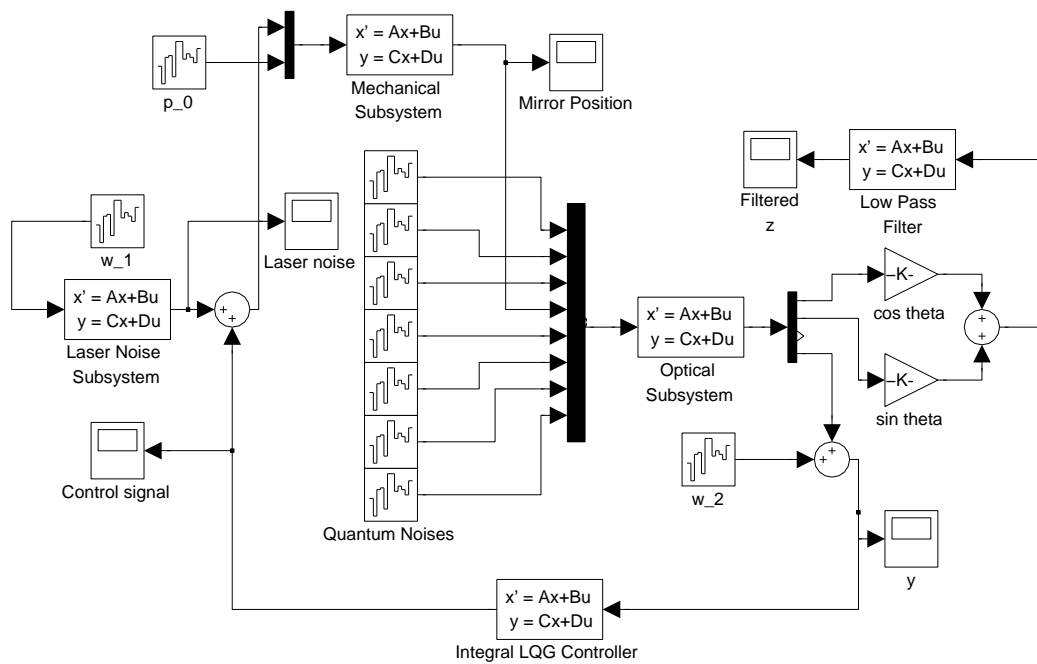 x' = Ax+Bu
y = Cx+Du
Mechanical
Subsystem
p_0
Mirror Position
w_1
Laser noise
x' = Ax+Bu
y = Cx+Du
Laser Noise
Subsystem
+
+
Control signal
Quantum Noises
x' = Ax+Bu
y = Cx+Du
Optical
Subsystem
Filtered
z
x' = Ax+Bu
y = Cx+Du
Low Pass
Filter
−K−
cos theta
+
+
−K−
sin theta
w_2
+
+
y
x' = Ax+Bu
y = Cx+Du
Integral LQG Controller